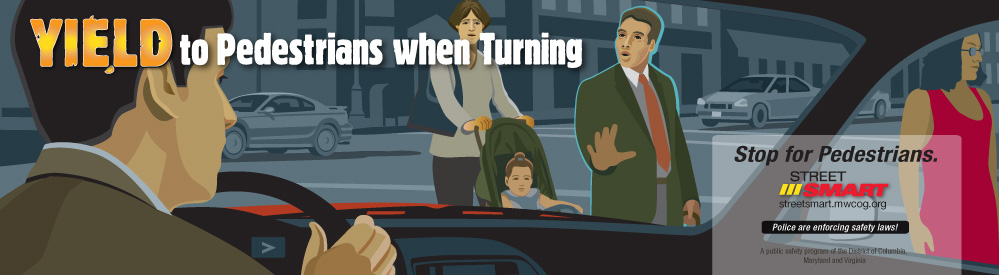 YIELD to Pedestrians when Turning
Stop for Pedestrians.
STREET
SMART
streetsmart.mwcog.org
Police are enforcing safety laws!
A public safety program of the District of Columbia,
Maryland and Virginia
>